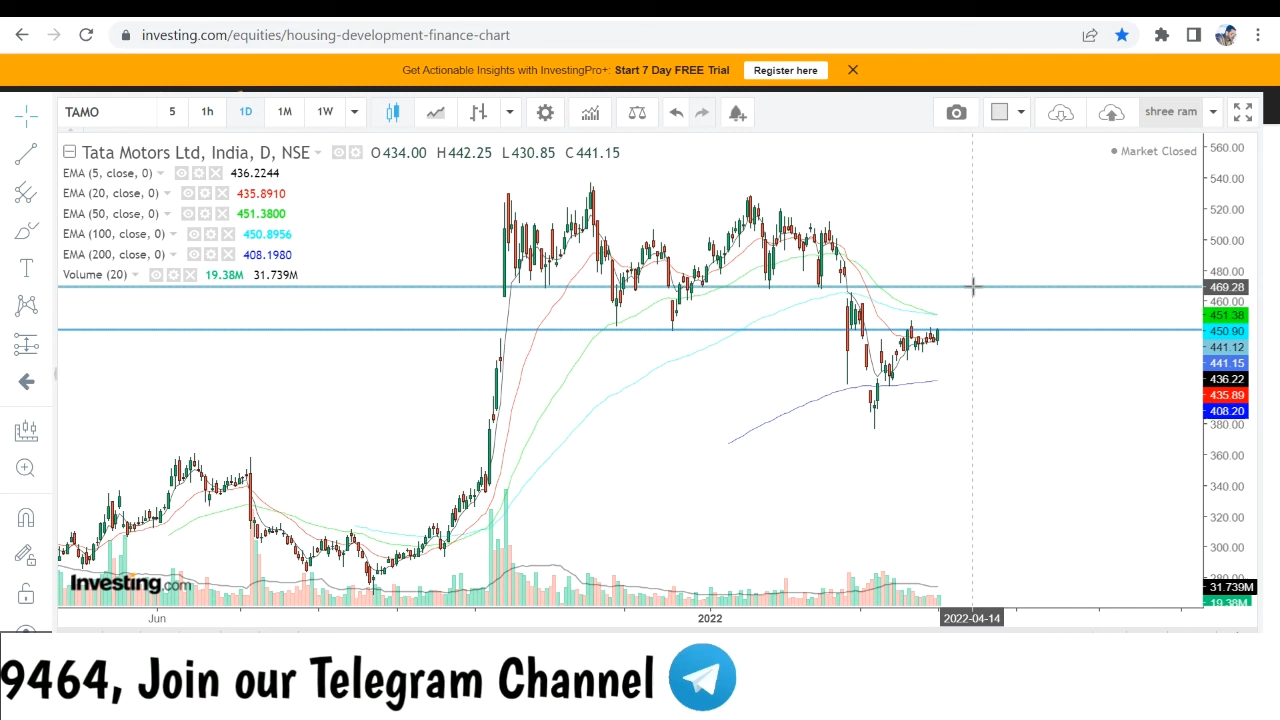 investing.com/equities/housing-development-finance-chart
Get Actionable Insights with InvestingPro+: Start 7 Day FREE Trial Register here
TAMO 5 1h 1D 1M 1W shree ram
Tata Motors Ltd, India, D, NSE O434.00 H442.25 L430.85 C441.15
Market Closed
EMA (5, close, 0) 436.2244
EMA (20, close, 0) 435.8910
EMA (50, close, 0) 451.3800
EMA (100, close, 0) 450.8956
EMA (200, close, 0) 408.1980
Volume (20) 19.38M 31.739M
560.00
540.00
520.00
500.00
480.00
469.28
460.00
451.38
450.90
441.12
441.15
436.22
435.89
408.20
380.00
360.00
340.00
320.00
300.00
31.739M
19.38M
Investing.com
Jun 2022 2022-04-14
9464, Join our Telegram Channel